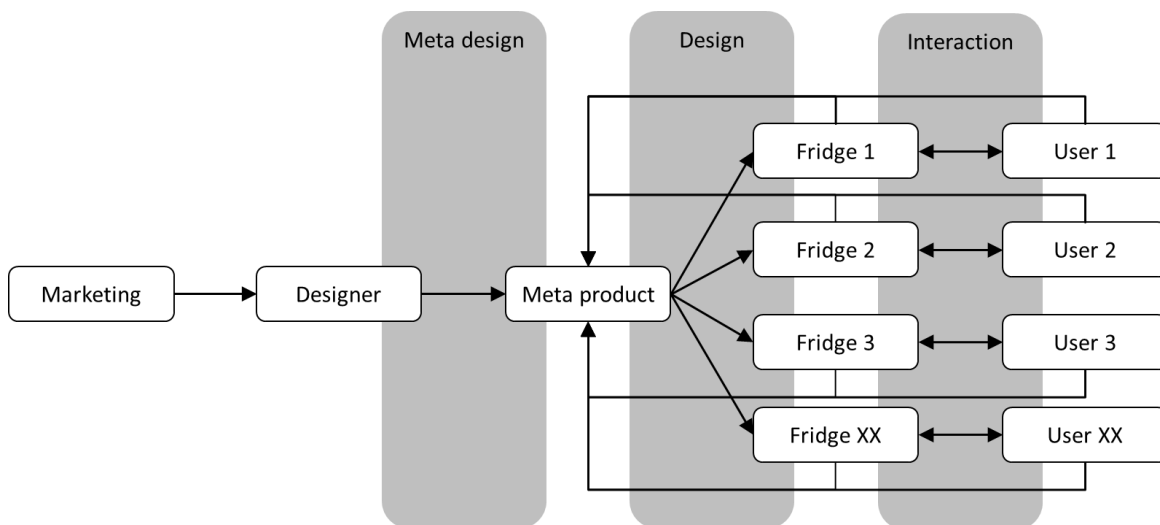 Meta design
Design
Interaction
Fridge 1
User 1
Fridge 2
User 2
Marketing
Designer
Meta product
Fridge 3
User 3
Fridge XX
User XX